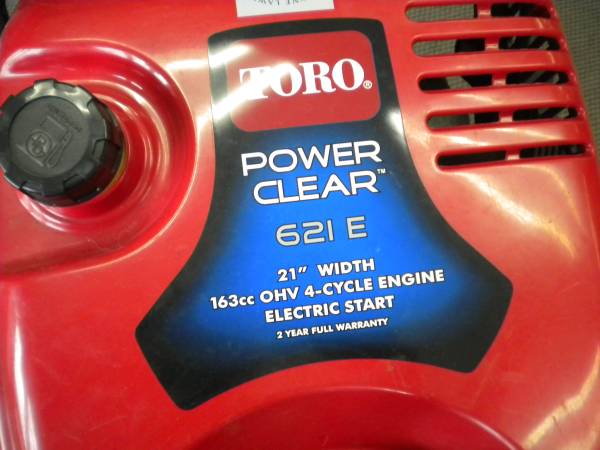 TORO®
POWER
CLEAR™
621 E
21" WIDTH
163cc OHV 4-CYCLE ENGINE
ELECTRIC START
2 YEAR FULL WARRANTY